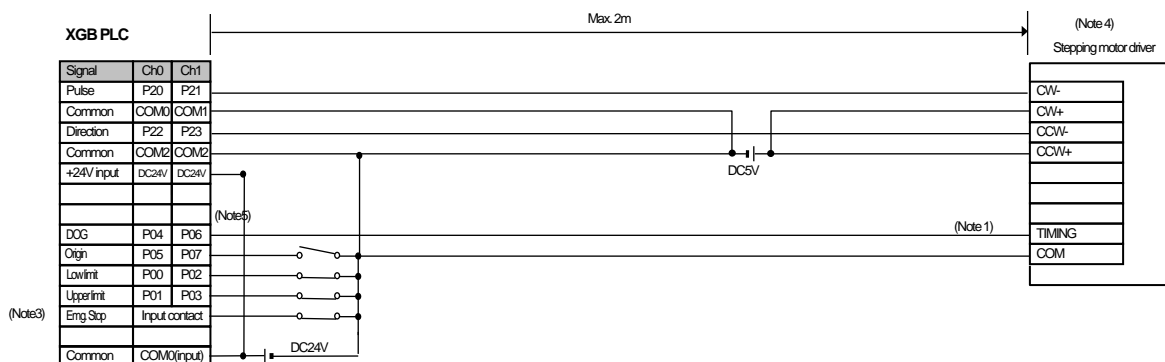 Max. 2m
(Note 4)
XGB PLC
Stepping motor driver
Signal Ch0 Ch1
Pulse P20 P21 CW-
Common COM0 COM1 CW+
Direction P22 P23 CCW-
Common COM2 COM2 CCW+
+24V input DC24V DC24V
DC5V
(Note5)
DOG P04 P06 (Note 1) TIMING
Origin P05 P07 COM
Lowlimit P00 P02
Upperlimit P01 P03
(Note3) Emg. Stop Input contact
DC24V
Common COM0(input)